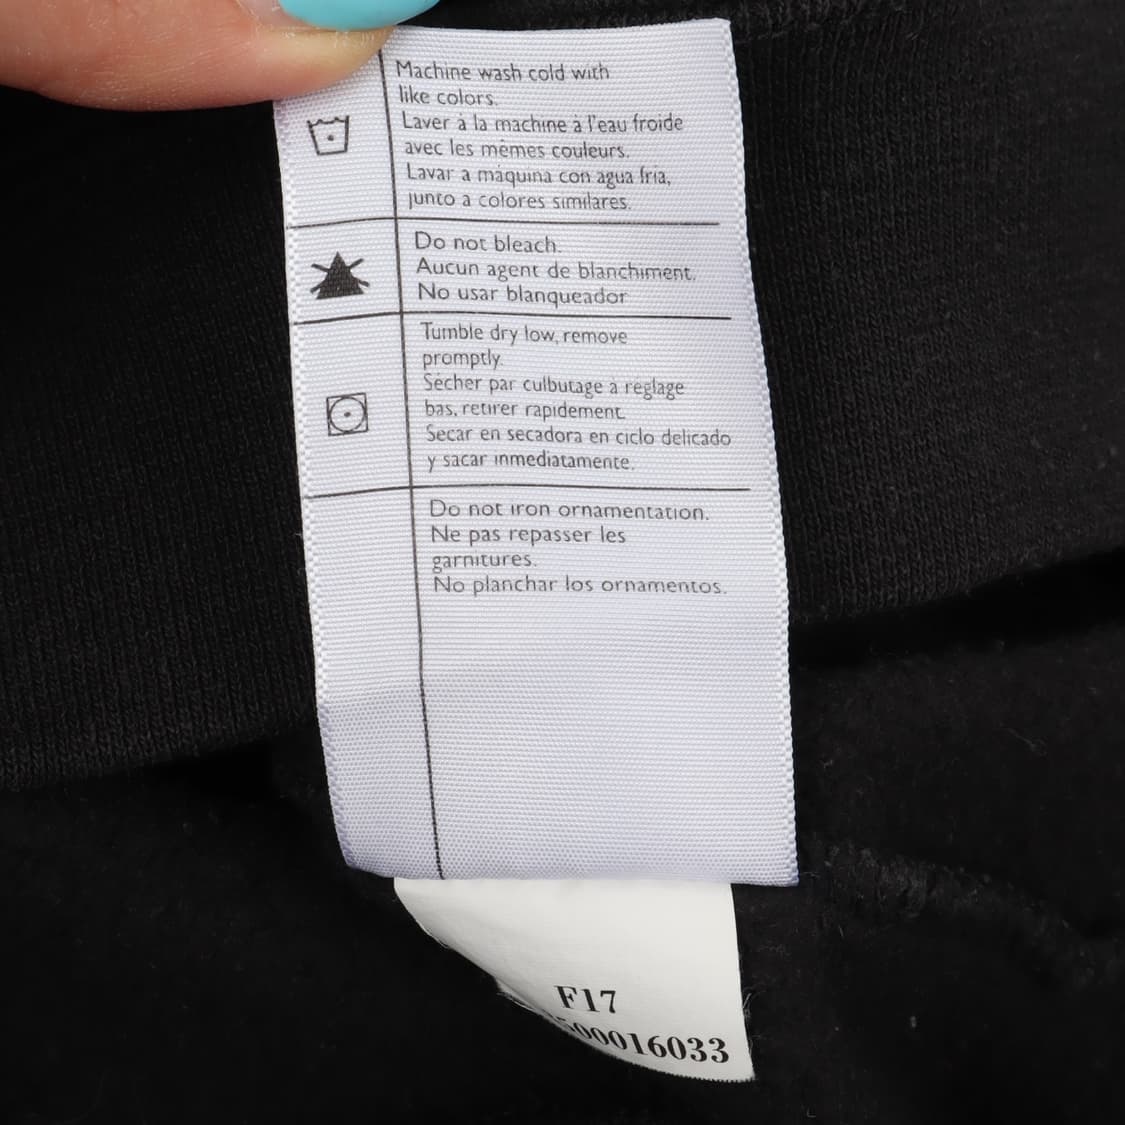 Machine wash cold with
like colors.
Laver à la machine à l'eau froide
avec les mêmes couleurs.
Lavar a máquina con agua fría,
junto a colores similares.
Do not bleach.
Aucun agent de blanchiment.
No usar blanqueador
Tumble dry low, remove
promptly.
Sécher par culbutage à réglage
bas, retirer rapidement.
Secar en secadora en ciclo delicado
y sacar inmediatamente.
Do not iron ornamentation.
Ne pas repasser les
garnitures.
No planchar los ornamentos.
F17